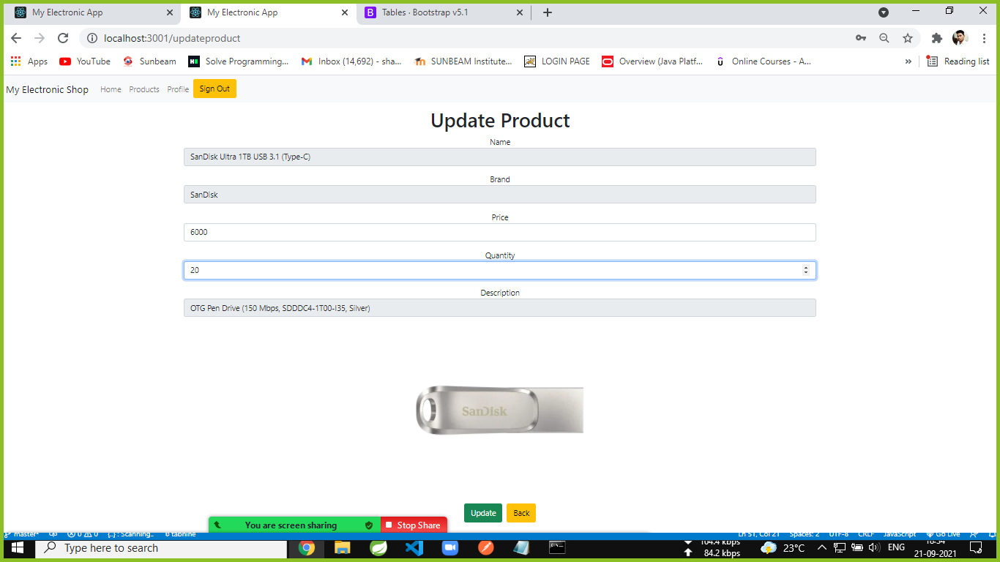 My Electronic App
My Electronic App
Tables · Bootstrap v5.1
localhost:3001/updateproduct
Apps
YouTube
Sunbeam
Solve Programming...
Inbox (14,692) - sha...
SUNBEAM Institute...
LOGIN PAGE
Overview (Java Platf...
Online Courses - A...
»
Reading list
My Electronic Shop
Home
Products
Profile
Sign Out
Update Product
Name
SanDisk Ultra 1TB USB 3.1 (Type-C)
Brand
SanDisk
Price
6000
Quantity
20
Description
OTG Pen Drive (150 Mbps, SDDDC4-1T00-I35, Silver)
SanDisk
Update
Back
You are screen sharing
Stop Share
master*
0
0
{..} : Scanning..
tabnine
Ln 51, Col 21
Spaces: 2
UTF-8
CRLF
JavaScript
Go Live
Type here to search
104.4 kbps
84.2 kbps
23°C
ENG
21-09-2021